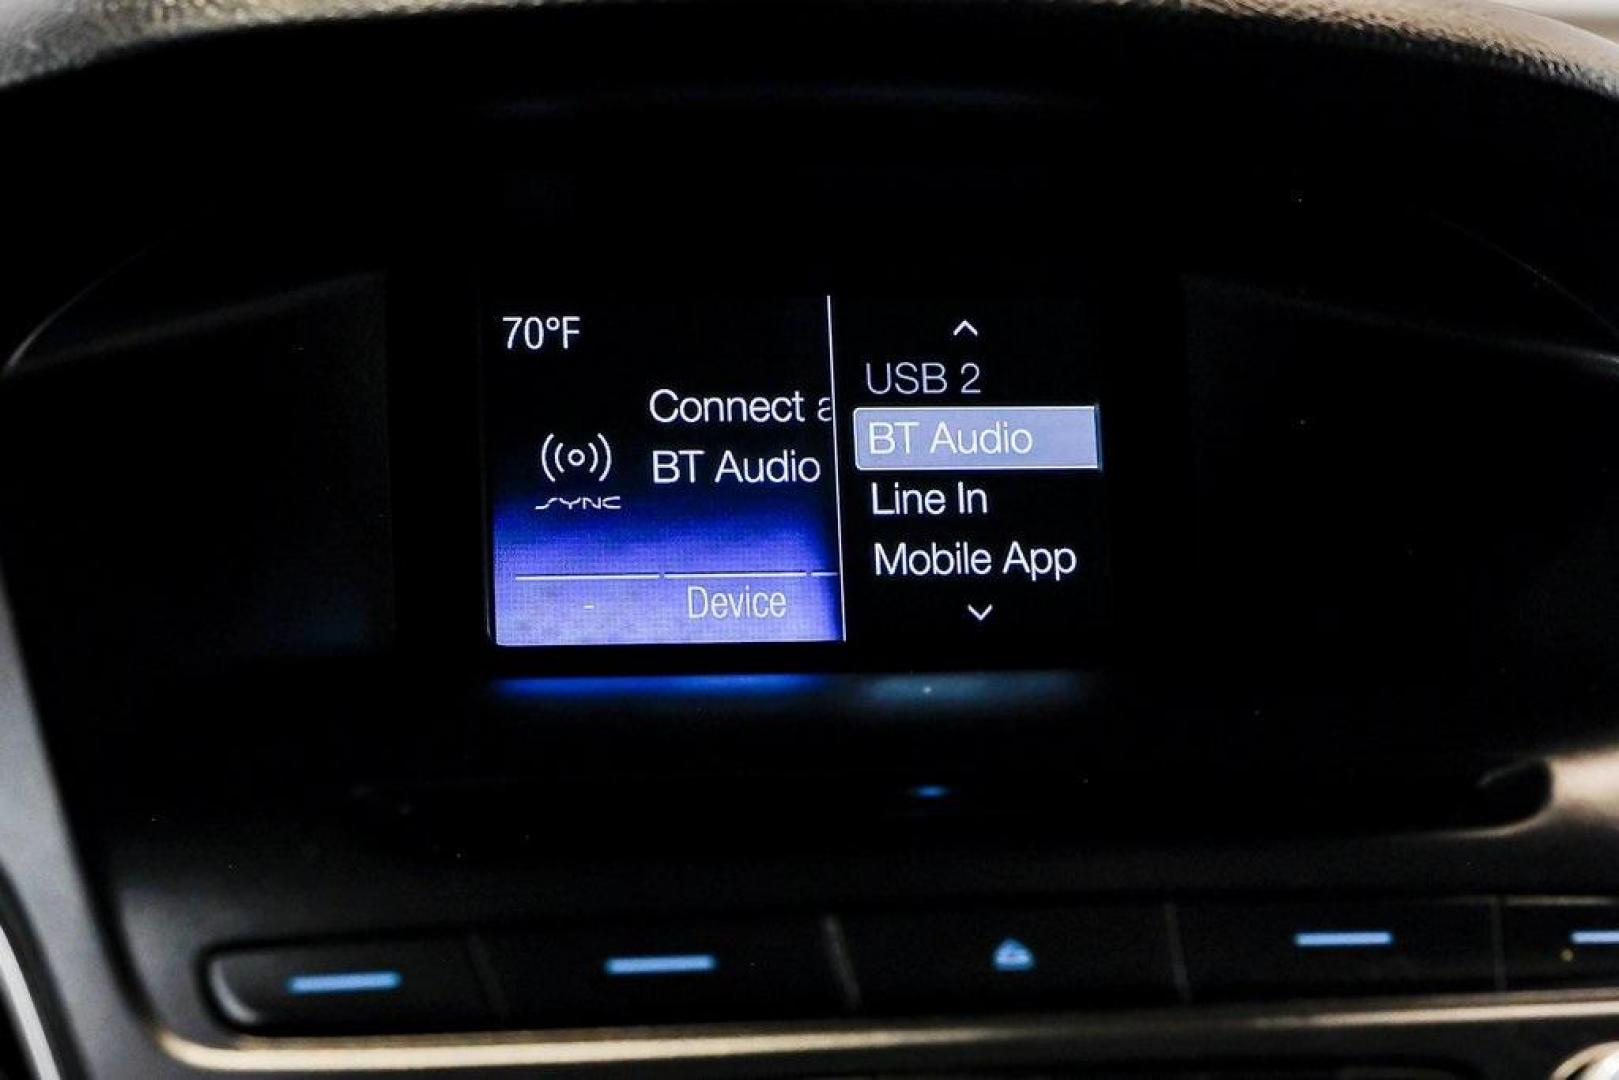 70°F
Connect a
BT Audio
SYNC
-
Device
USB 2
BT Audio
Line In
Mobile App